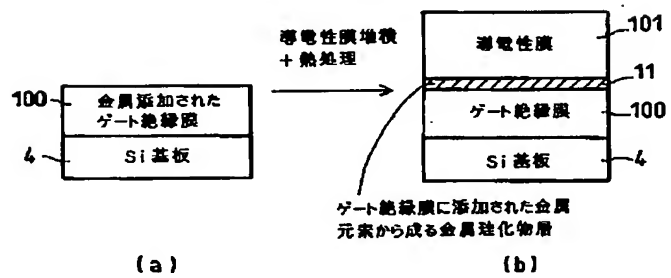 100
金属添加された
ゲート絶縁膜
4
Si基板
(a)
導電性膜堆積
+ 熱処理
導電性膜
101
11
ゲート絶縁膜
100
Si基板
4
ゲート絶縁膜に添加された金属
元素から成る金属珪化物層
(b)